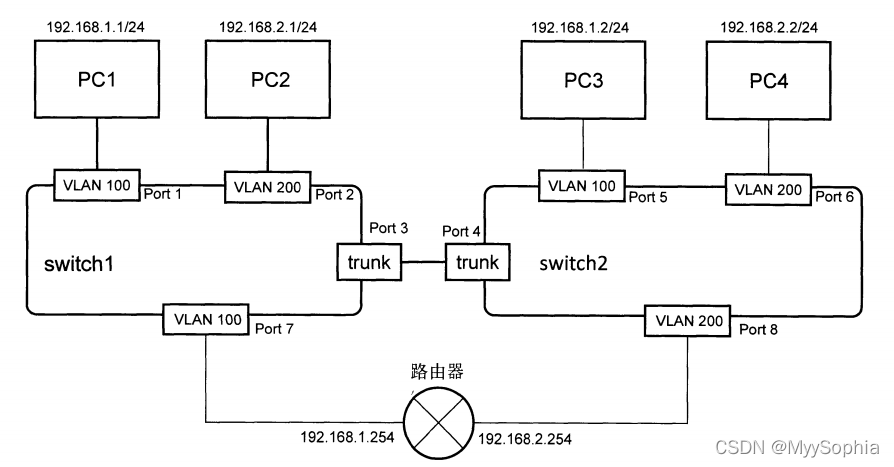 192.168.1.1/24
192.168.2.1/24
192.168.1.2/24
192.168.2.2/24
PC1
PC2
PC3
PC4
VLAN 100
Port 1
VLAN 200
Port 2
VLAN 100
Port 5
VLAN 200
Port 6
Port 3
Port 4
switch1
trunk
trunk
switch2
VLAN 100
Port 7
VLAN 200
Port 8
路由器
192.168.1.254
192.168.2.254
CSDN @MyySophia